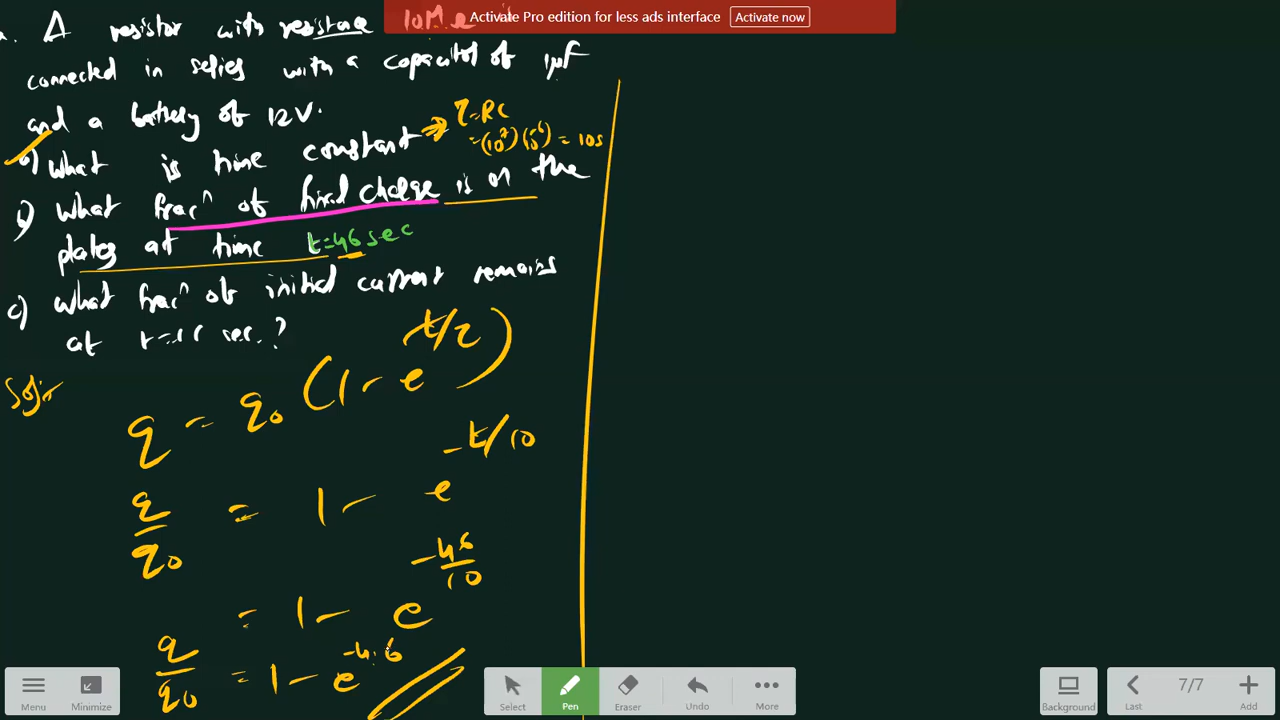 Activate Pro edition for less ads interface Activate now
A resistor with resistance 10M
connected in series with a capacitor of 1μF
and a battery of 12V.
a) What is time constant → τ=RC
=(10⁷)(10⁻⁶) = 10s
b) What fracⁿ of final charge is on the
plates at time t=46sec
c) What fracⁿ of initial current remains
at sec.?
Solⁿ
q = q₀ (1 - e^(t/τ))
q/q₀ = 1 - e^(-t/10)
= 1 - e^(-46/10)
q/q₀ = 1 - e^(-4.6)
Menu Minimize Select Pen Eraser Undo More Background Last 7/7 Add